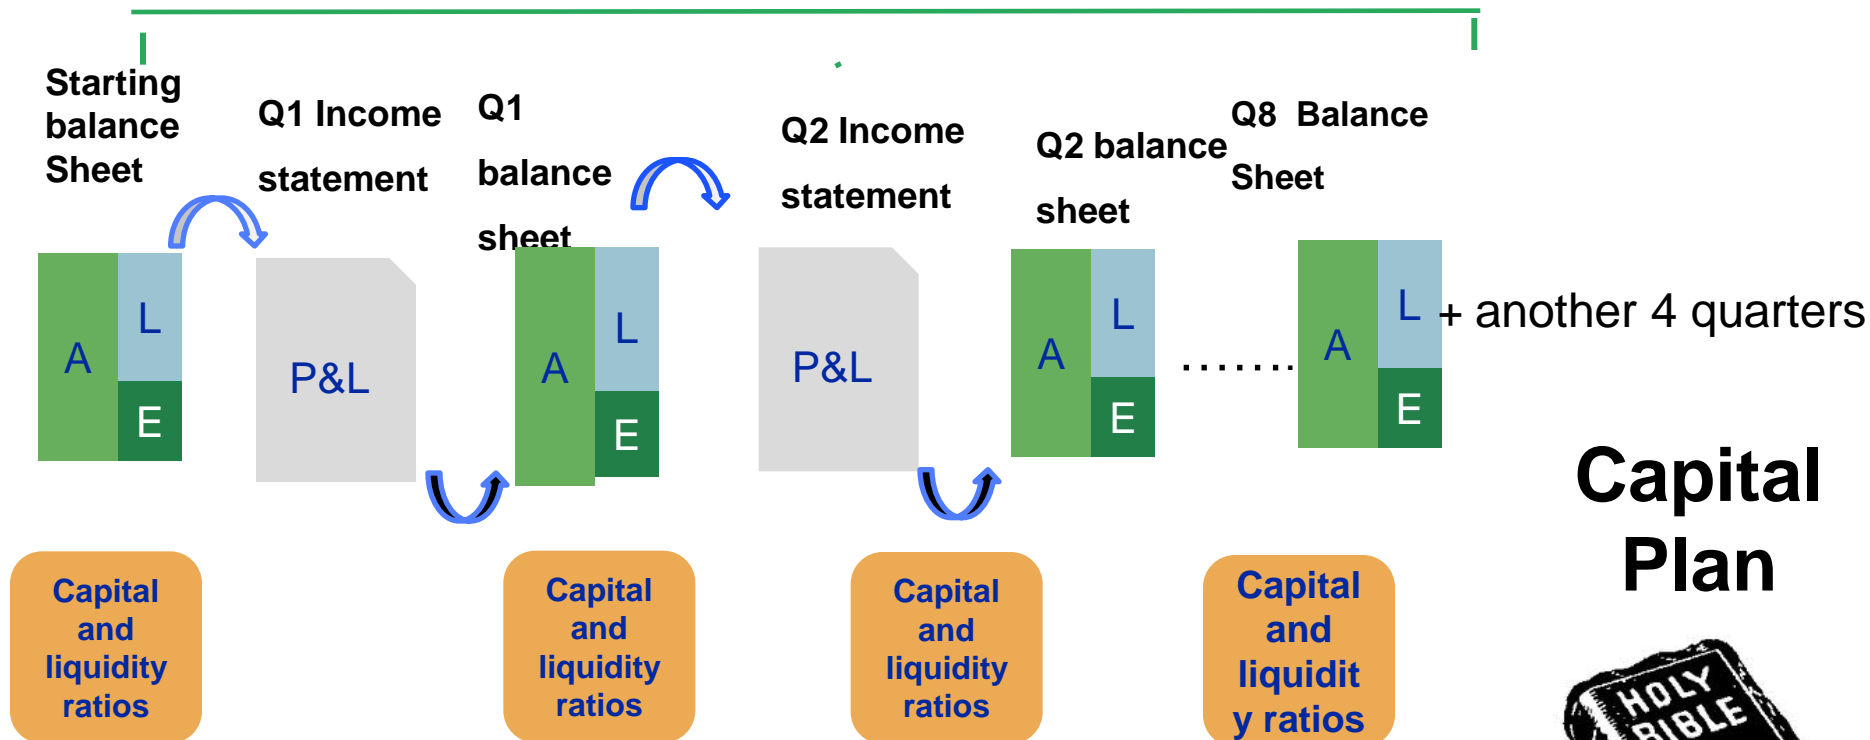 Starting
balance
Sheet
Q1 Income
statement
Q1
balance
sheet
Q2 Income
statement
Q2 balance
sheet
Q8 Balance
Sheet
A
L
E
P&L
A
L
E
P&L
A
L
E
.......
A
L
E
+ another 4 quarters
Capital
Plan
Capital
and
liquidity
ratios
Capital
and
liquidity
ratios
Capital
and
liquidity
ratios
Capital
and
liquidit
y ratios
HOLY
BIBLE